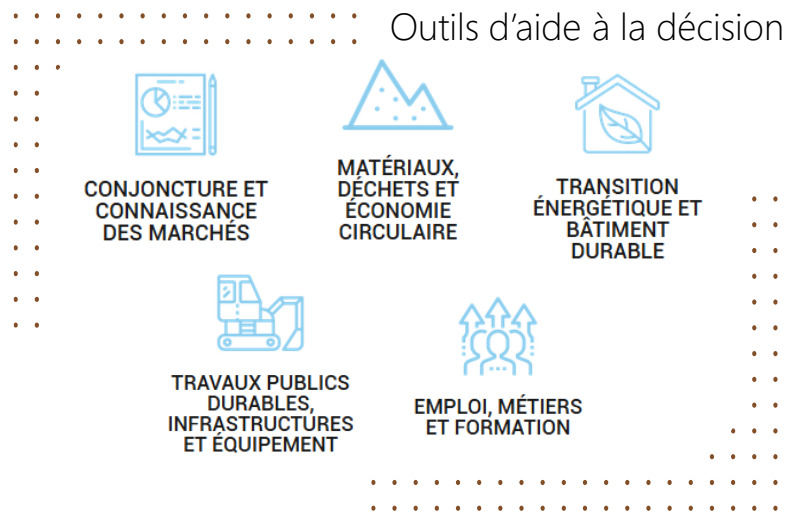 Outils d’aide à la décision
CONJONCTURE ET
CONNAISSANCE
DES MARCHÉS
MATÉRIAUX,
DÉCHETS ET
ÉCONOMIE
CIRCULAIRE
TRANSITION
ÉNERGÉTIQUE ET
BÂTIMENT
DURABLE
TRAVAUX PUBLICS
DURABLES,
INFRASTRUCTURES
ET ÉQUIPEMENT
EMPLOI, MÉTIERS
ET FORMATION